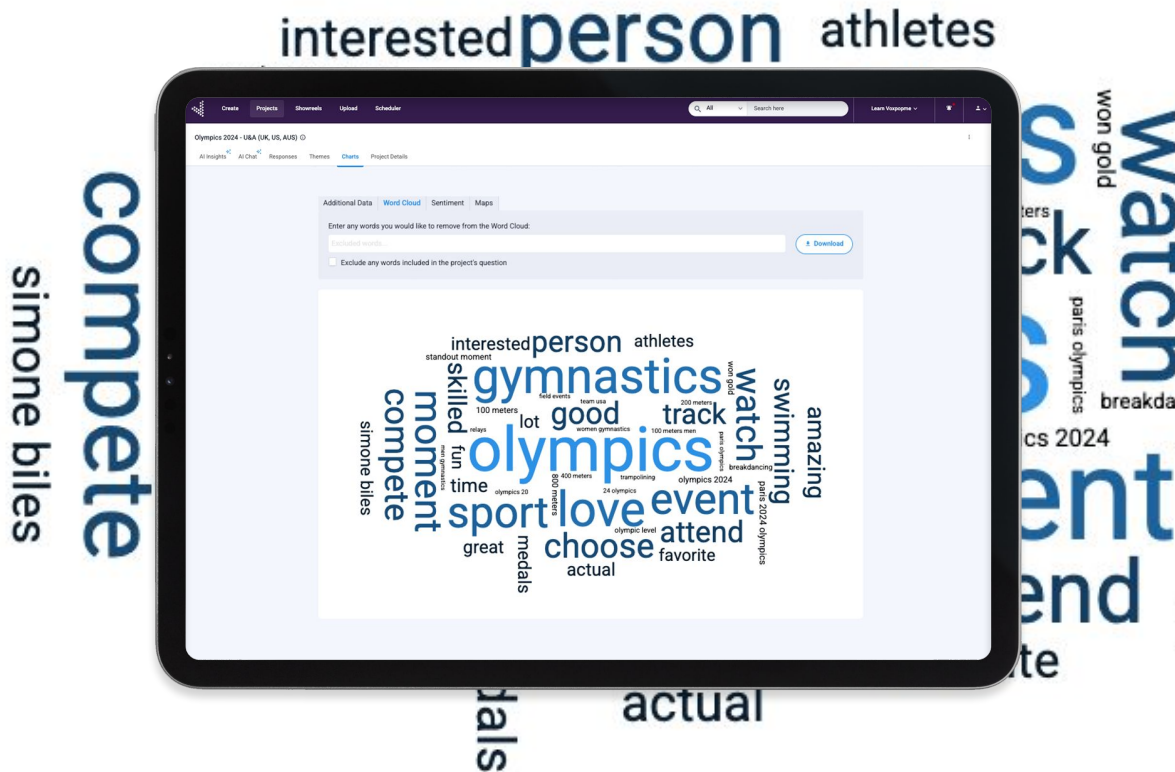 interested person athletes
won gold
watch
compete
simone biles
paris olympics
breakda
cs 2024
ters
ck
s
s
ent
end
te
actual
dals
Create Projects Showreels Upload Scheduler
All Search here
Learn Voxpopme
Olympics 2024 - U&A (UK, US, AUS)
AI Insights AI Chat Responses Themes Charts Project Details
Additional Data Word Cloud Sentiment Maps
Enter any words you would like to remove from the Word Cloud:
Excluded words...
Download
Exclude any words included in the project's question
interested person athletes
standout moment
skilled
gymnastics
won gold
watch
swimming
amazing
field events
team usa
200 meters
100 meters
lot
good
track
relays
women gymnastics
100 meters men
compete
moment
simone biles
men gymnastics
fun
olympics
paris olympics
breakdancing
400 meters
trampolining
olympics 2024
time
olympics 20
800 meters
24 olympics
sport
love
event
paris 2024 olympics
olympic level
attend
great
medals
choose
favorite
actual